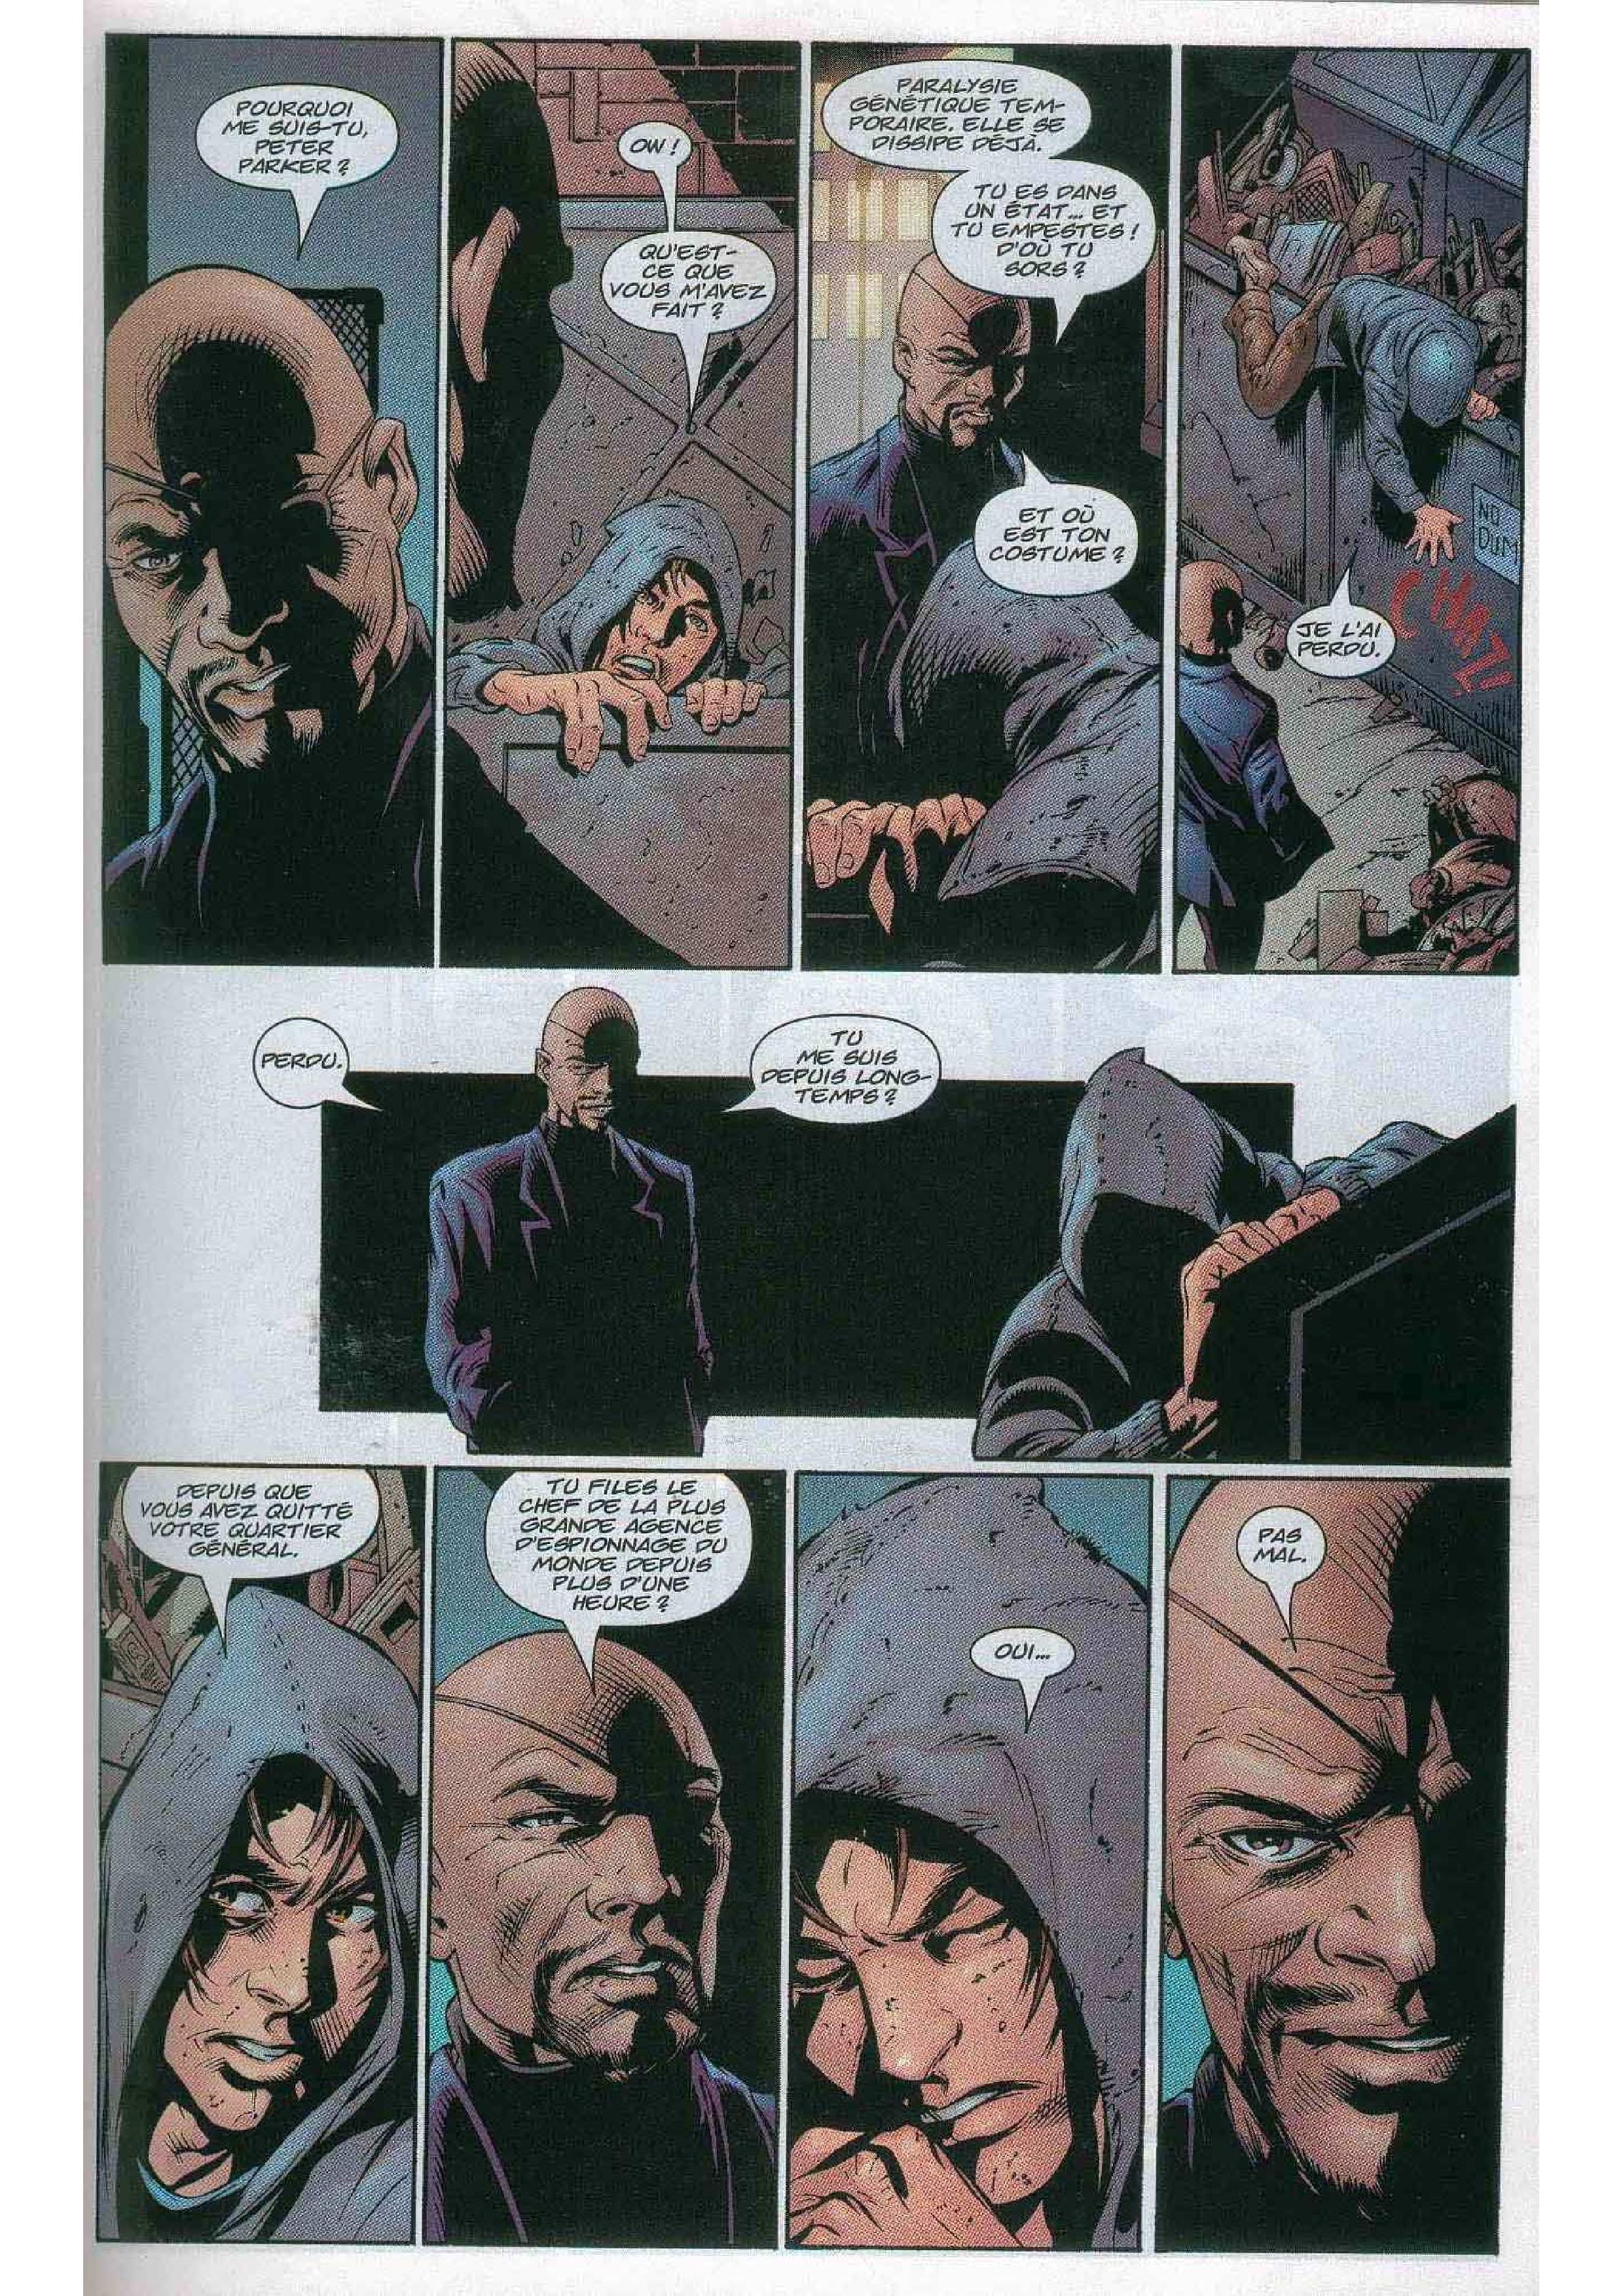 POURQUOI
ME SUIS-TU,
PETER
PARKER ?
OW !
QU'EST-
CE QUE
VOUS M'AVEZ
FAIT ?
PARALYSIE
GÉNÉTIQUE TEM-
PORAIRE. ELLE SE
DISSIPE DÉJÀ.
TU ES DANS
UN ÉTAT... ET
TU EMPESTES !
D'OÙ TU
SORS ?
ET OÙ
EST TON
COSTUME ?
NO
DUM
JE L'AI
PERDU.
PERDU.
TU
ME SUIS
DEPUIS LONG-
TEMPS ?
DEPUIS QUE
VOUS AVEZ QUITTÉ
VOTRE QUARTIER
GÉNÉRAL.
TU FILES LE
CHEF DE LA PLUS
GRANDE AGENCE
D'ESPIONNAGE DU
MONDE DEPUIS
PLUS D'UNE
HEURE ?
OUI...
PAS
MAL.